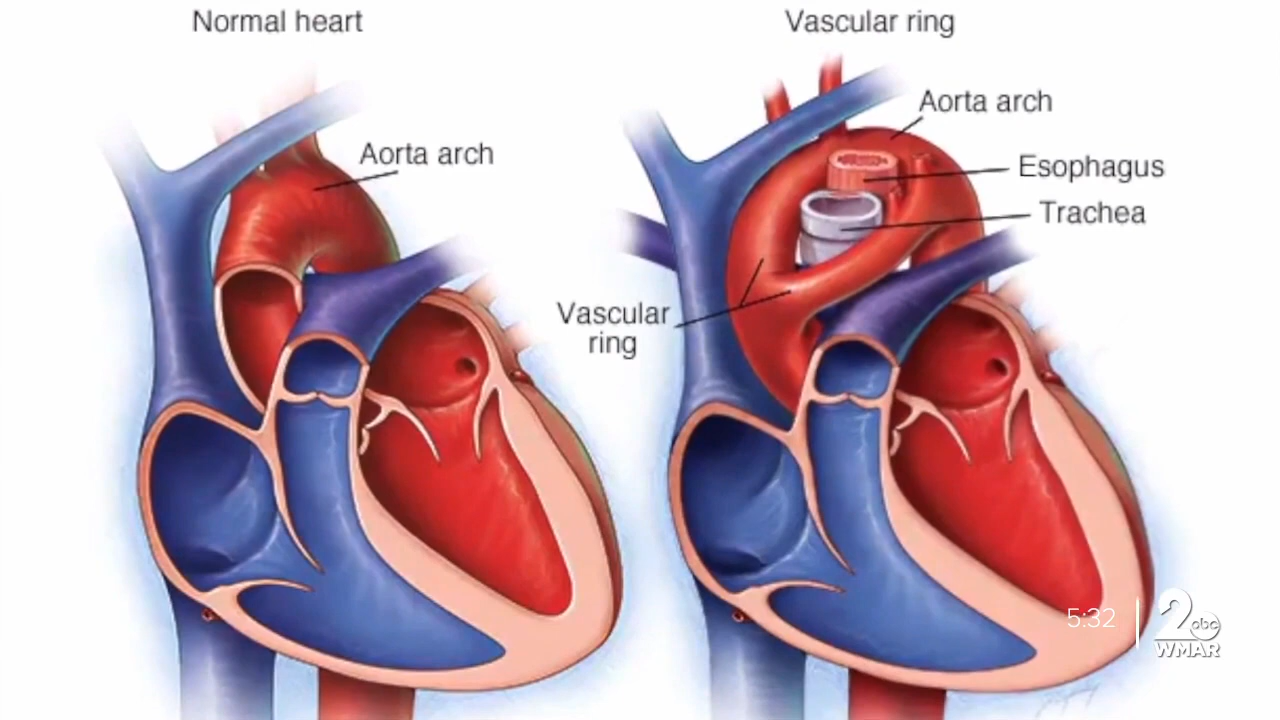 Normal heart
Vascular ring
Aorta arch
Aorta arch
Esophagus
Trachea
Vascular
ring
5:32
2 abc
WMAR